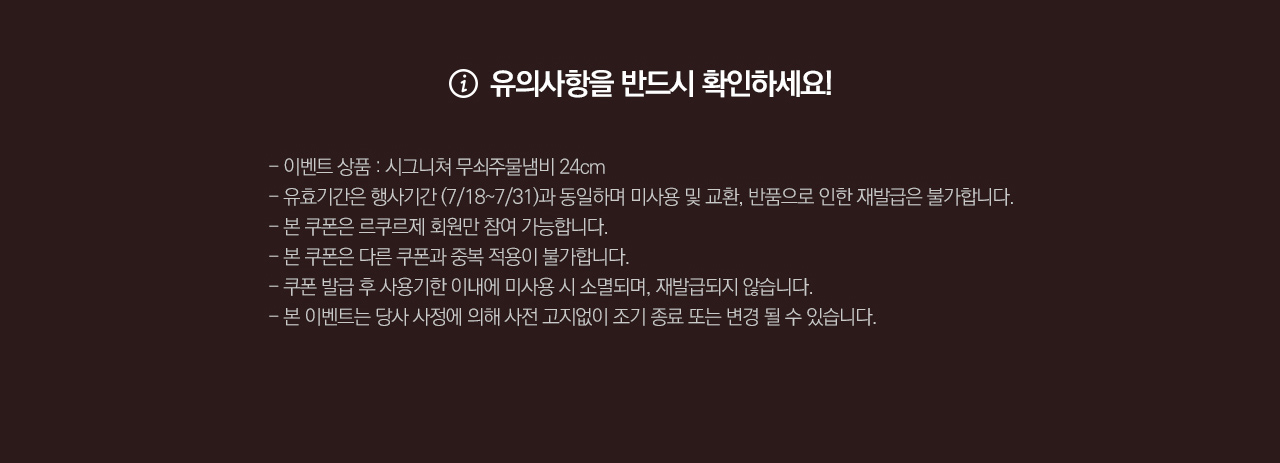 유의사항을 반드시 확인하세요!
- 이벤트 상품 : 시그니쳐 무쇠주물냄비 24cm
- 유효기간은 행사기간 (7/18~7/31)과 동일하며 미사용 및 교환, 반품으로 인한 재발급은 불가합니다.
- 본 쿠폰은 르쿠르제 회원만 참여 가능합니다.
- 본 쿠폰은 다른 쿠폰과 중복 적용이 불가합니다.
- 쿠폰 발급 후 사용기한 이내에 미사용 시 소멸되며, 재발급되지 않습니다.
- 본 이벤트는 당사 사정에 의해 사전 고지없이 조기 종료 또는 변경 될 수 있습니다.